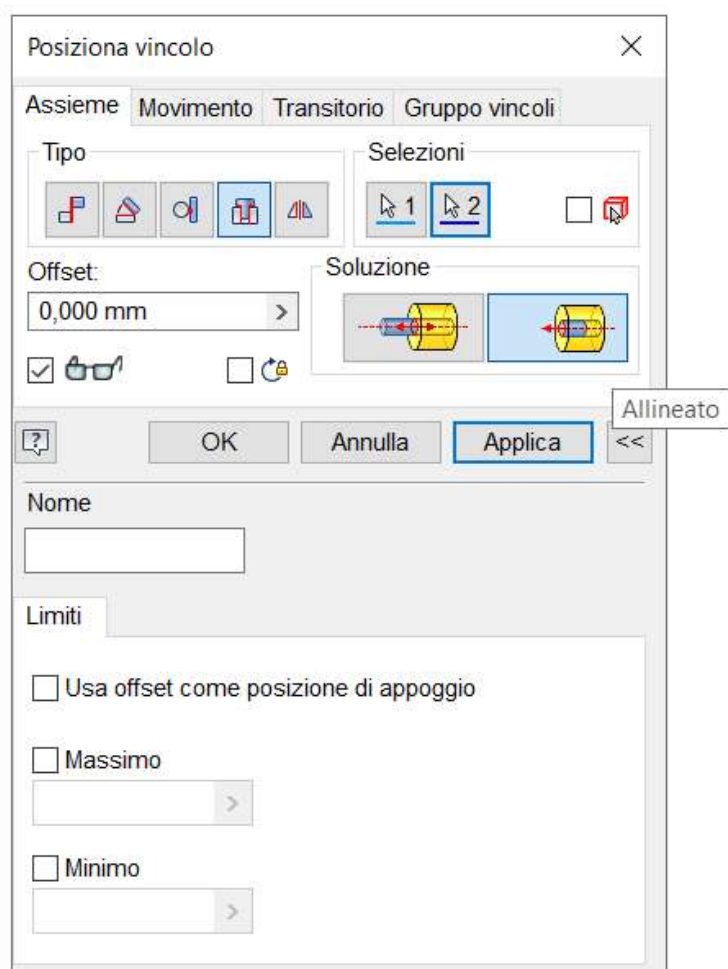 Posiziona vincolo
Assieme Movimento Transitorio Gruppo vincoli
Tipo Selezioni
1 2
Offset: Soluzione
0,000 mm >
Allineato
? OK Annulla Applica <<
Nome
Limiti
Usa offset come posizione di appoggio
Massimo
>
Minimo
>